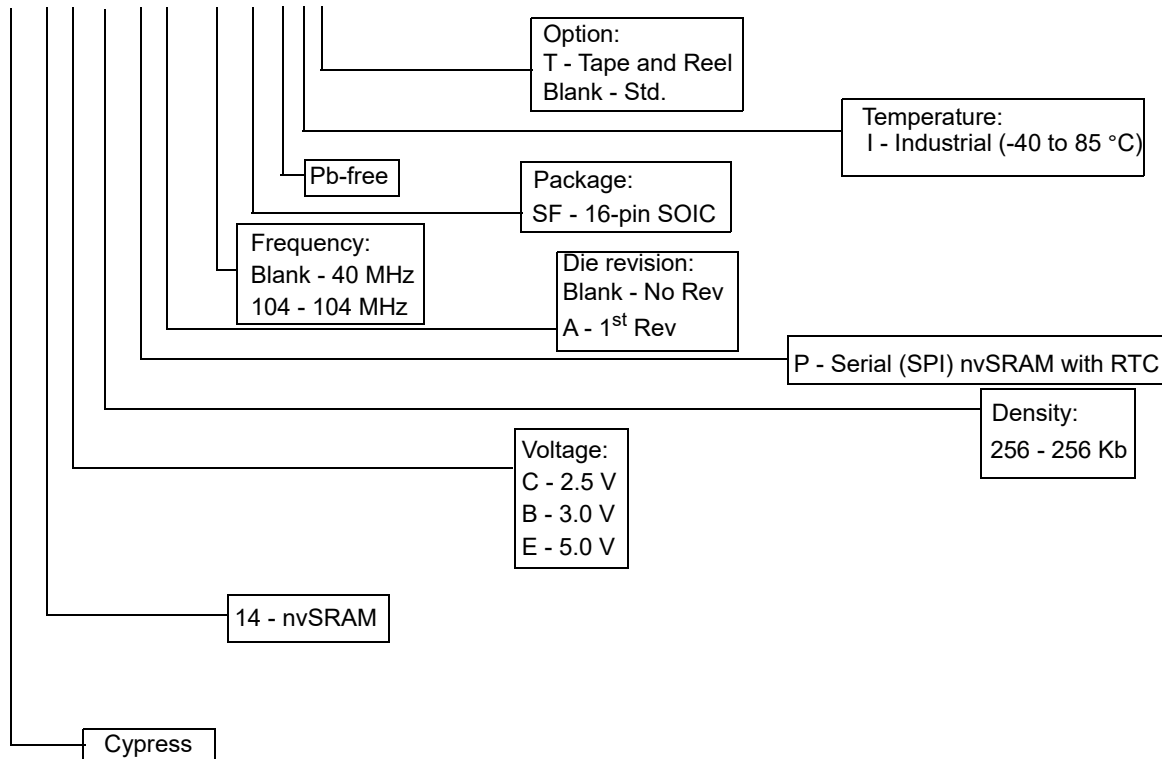 Option:
T - Tape and Reel
Blank - Std.
Temperature:
I - Industrial (-40 to 85 °C)
Pb-free
Package:
SF - 16-pin SOIC
Frequency:
Blank - 40 MHz
104 - 104 MHz
Die revision:
Blank - No Rev
A - 1st Rev
P - Serial (SPI) nvSRAM with RTC
Density:
256 - 256 Kb
Voltage:
C - 2.5 V
B - 3.0 V
E - 5.0 V
14 - nvSRAM
Cypress